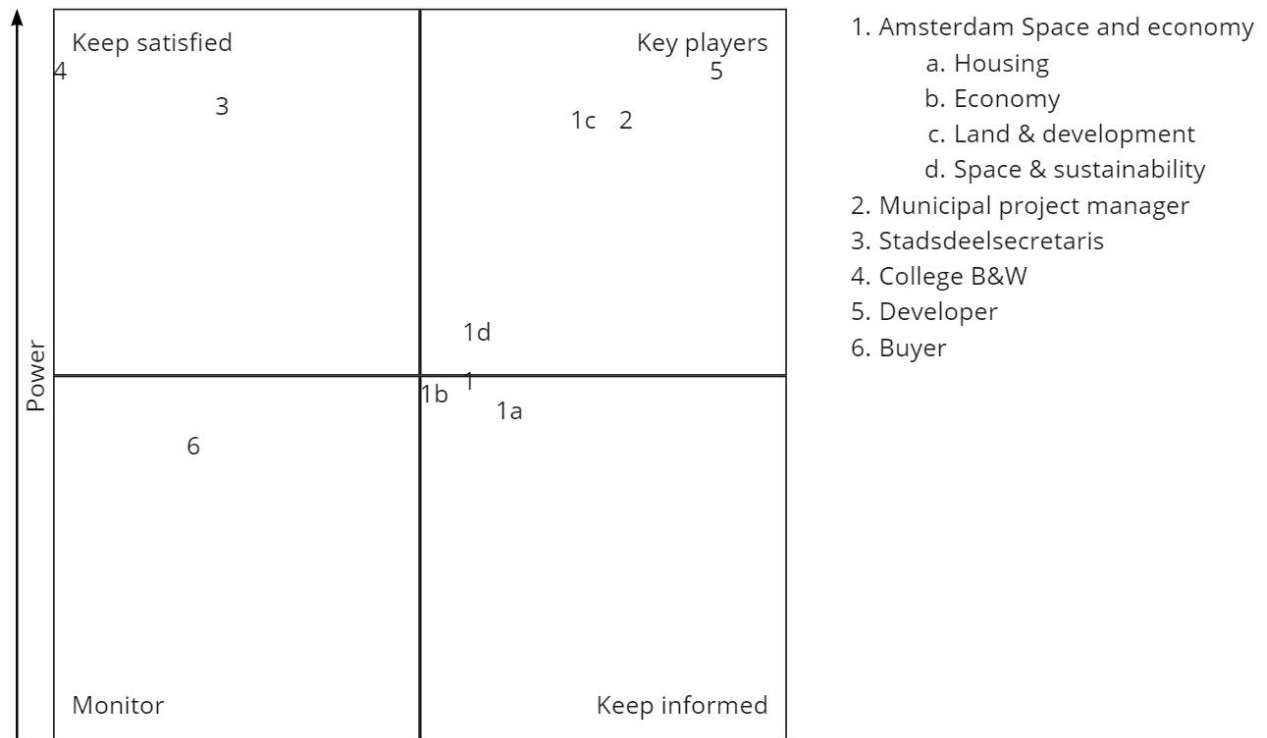 Keep satisfied
Key players
4
5
3
1c
2
1d
1
1b
1a
6
Power
Monitor
Keep informed
1. Amsterdam Space and economy
a. Housing
b. Economy
c. Land & development
d. Space & sustainability
2. Municipal project manager
3. Stadsdeelsecretaris
4. College B&W
5. Developer
6. Buyer